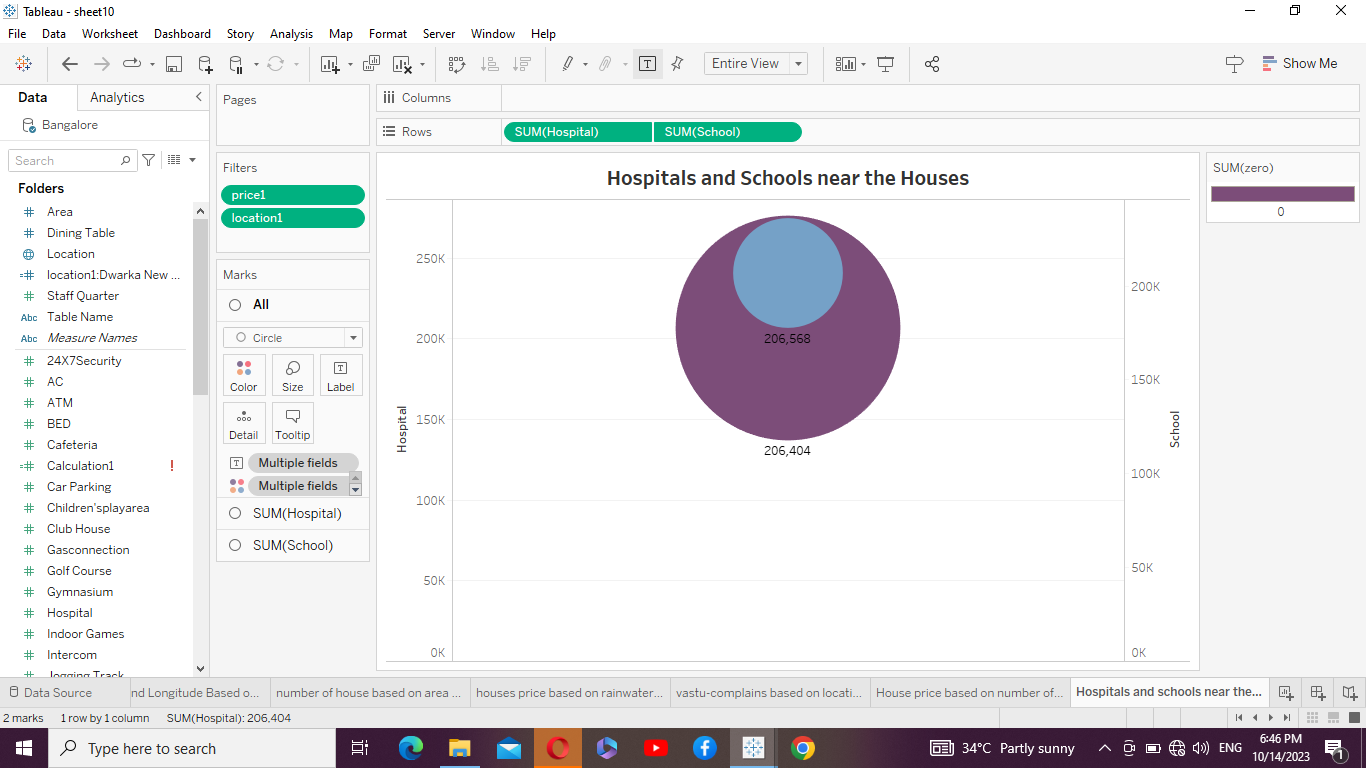 Tableau - sheet10
File Data Worksheet Dashboard Story Analysis Map Format Server Window Help
Entire View
Show Me
Data Analytics
Bangalore
Search
Folders
Area
Dining Table
Location
location1:Dwarka New ...
Staff Quarter
Abc Table Name
Abc Measure Names
24X7Security
AC
ATM
BED
Cafeteria
Calculation1 !
Car Parking
Children'splayarea
Club House
Gasconnection
Golf Course
Gymnasium
Hospital
Indoor Games
Intercom
Jogging Track
Pages
Filters
price1
location1
Marks
All
Circle
Color Size Label
Detail Tooltip
Multiple fields
Multiple fields
SUM(Hospital)
SUM(School)
Columns
Rows SUM(Hospital) SUM(School)
Hospitals and Schools near the Houses
250K
200K
150K
100K
50K
0K
Hospital
206,568
206,404
200K
150K
100K
50K
0K
School
SUM(zero)
0
Data Source nd Longitude Based o... number of house based on area ... houses price based on rainwater... vastu-complains based on locati... House price based on number of... Hospitals and schools near the...
2 marks 1 row by 1 column SUM(Hospital): 206,404
Type here to search
34°C Partly sunny
ENG
6:46 PM
10/14/2023
1